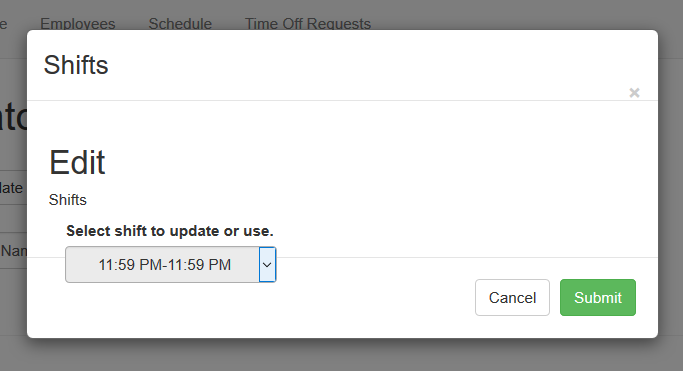 Employees Schedule Time Off Requests
Shifts
×
Edit
Shifts
Select shift to update or use.
11:59 PM-11:59 PM
Cancel Submit